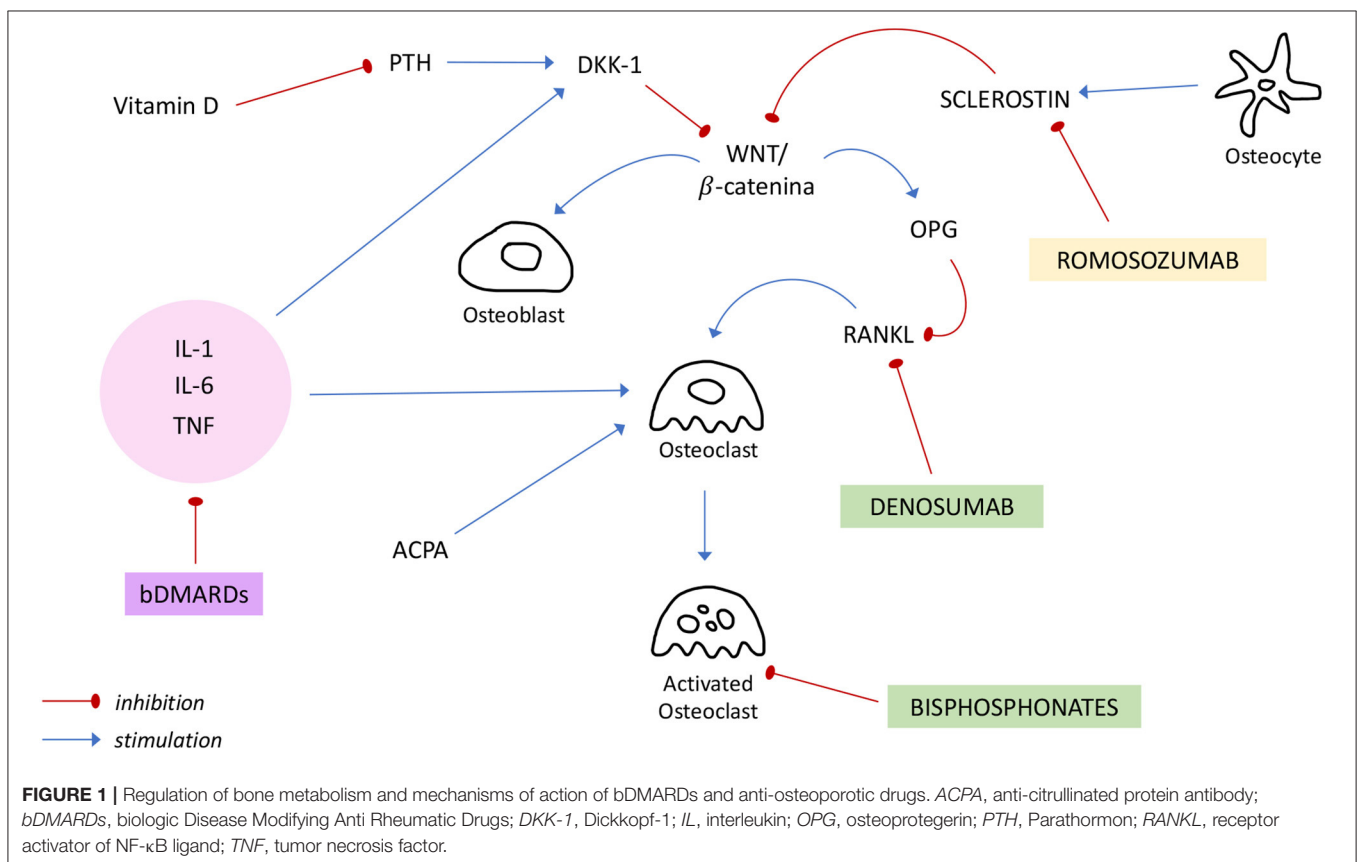 PTH
DKK-1
Vitamin D
SCLEROSTIN
Osteocyte
WNT/
β-catenina
OPG
ROMOSOZUMAB
Osteoblast
RANKL
IL-1
IL-6
TNF
Osteoclast
DENOSUMAB
ACPA
bDMARDs
Activated
Osteoclast
BISPHOSPHONATES
inhibition
stimulation
FIGURE 1 | Regulation of bone metabolism and mechanisms of action of bDMARDs and anti-osteoporotic drugs. ACPA, anti-citrullinated protein antibody;
bDMARDs, biologic Disease Modifying Anti Rheumatic Drugs; DKK-1, Dickkopf-1; IL, interleukin; OPG, osteoprotegerin; PTH, Parathormon; RANKL, receptor
activator of NF-κB ligand; TNF, tumor necrosis factor.